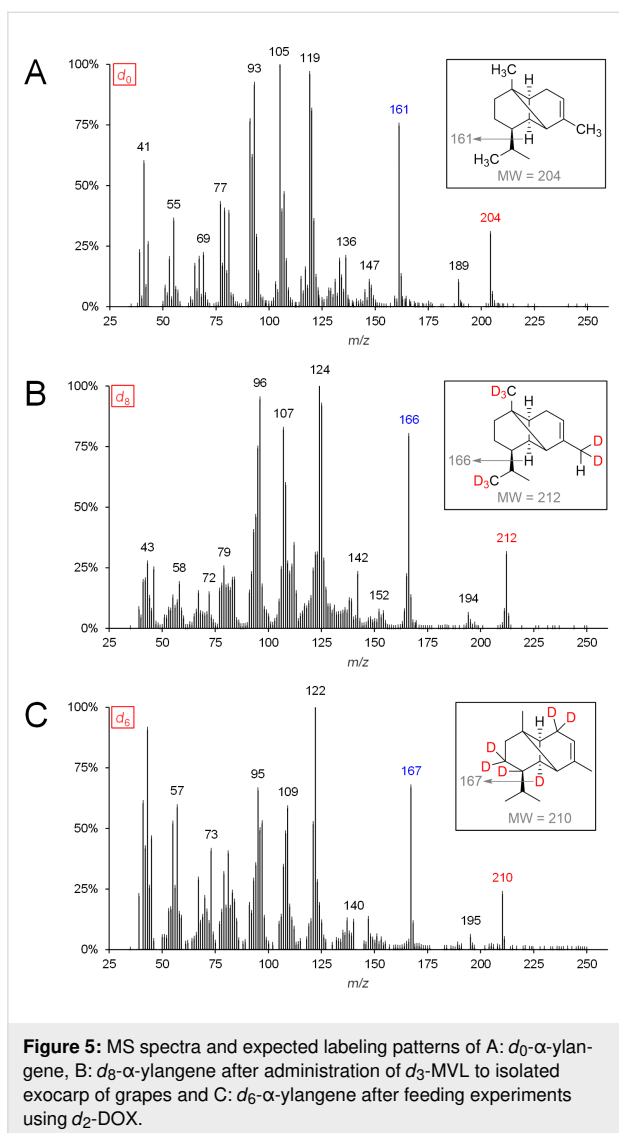 A
d0
100%
75%
50%
25%
0%
41
55
69
77
93
105
119
136
147
161
189
204
H3C
H
161
H
CH3
H3C
MW = 204
25 50 75 100 125 150 175 200 225 250
m/z
B
d8
100%
75%
50%
25%
0%
43
58
72
79
96
107
124
142
152
166
194
212
D3C
H
D
166
H
H D
D3C
MW = 212
25 50 75 100 125 150 175 200 225 250
m/z
C
d6
100%
75%
50%
25%
0%
57
73
95
109
122
140
167
195
210
D D
H
D
D
D
167
D
MW = 210
25 50 75 100 125 150 175 200 225 250
m/z
Figure 5: MS spectra and expected labeling patterns of A: d0-α-ylan-
gene, B: d8-α-ylangene after administration of d3-MVL to isolated
exocarp of grapes and C: d6-α-ylangene after feeding experiments
using d2-DOX.